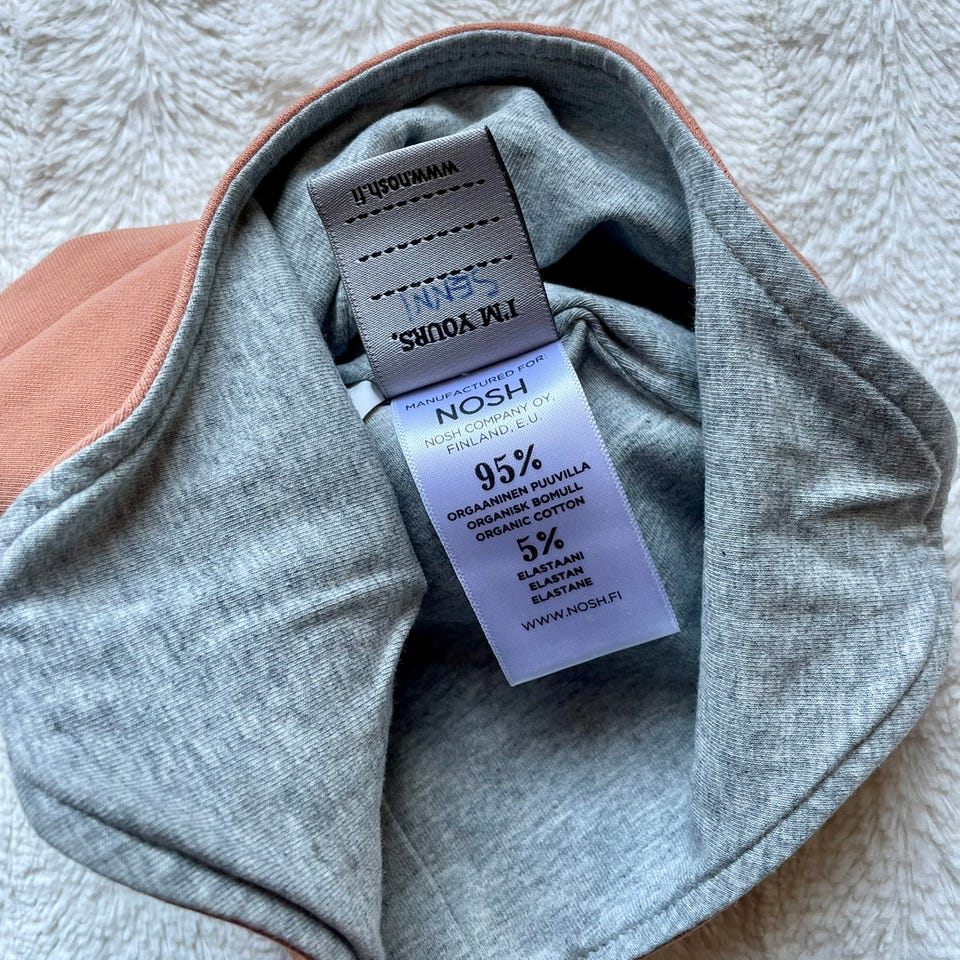 www.nosh.fi
SENNI
I'M YOURS,
MANUFACTURED FOR:
NOSH
NOSH COMPANY OY.
FINLAND, E.U.
95%
ORGAANINEN PUUVILLA
ORGANISK BOMULL
ORGANIC COTTON
5%
ELASTAANI
ELASTAN
ELASTANE
WWW.NOSH.FI